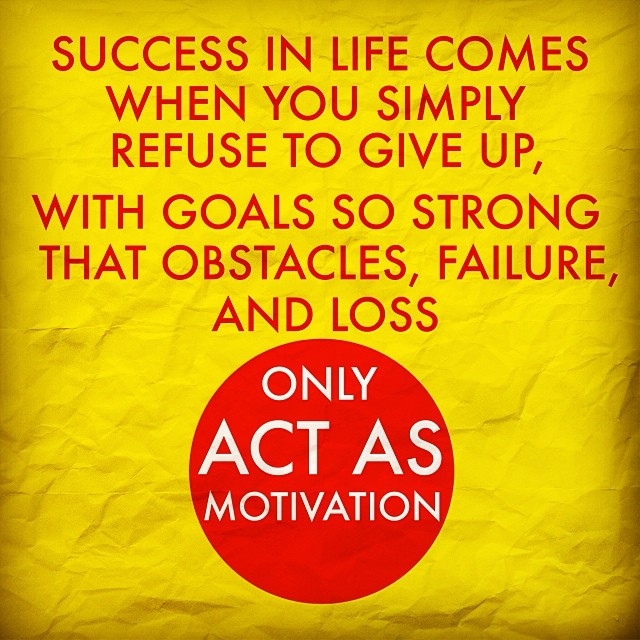 SUCCESS IN LIFE COMES
WHEN YOU SIMPLY
REFUSE TO GIVE UP,
WITH GOALS SO STRONG
THAT OBSTACLES, FAILURE,
AND LOSS
ONLY
ACT AS
MOTIVATION